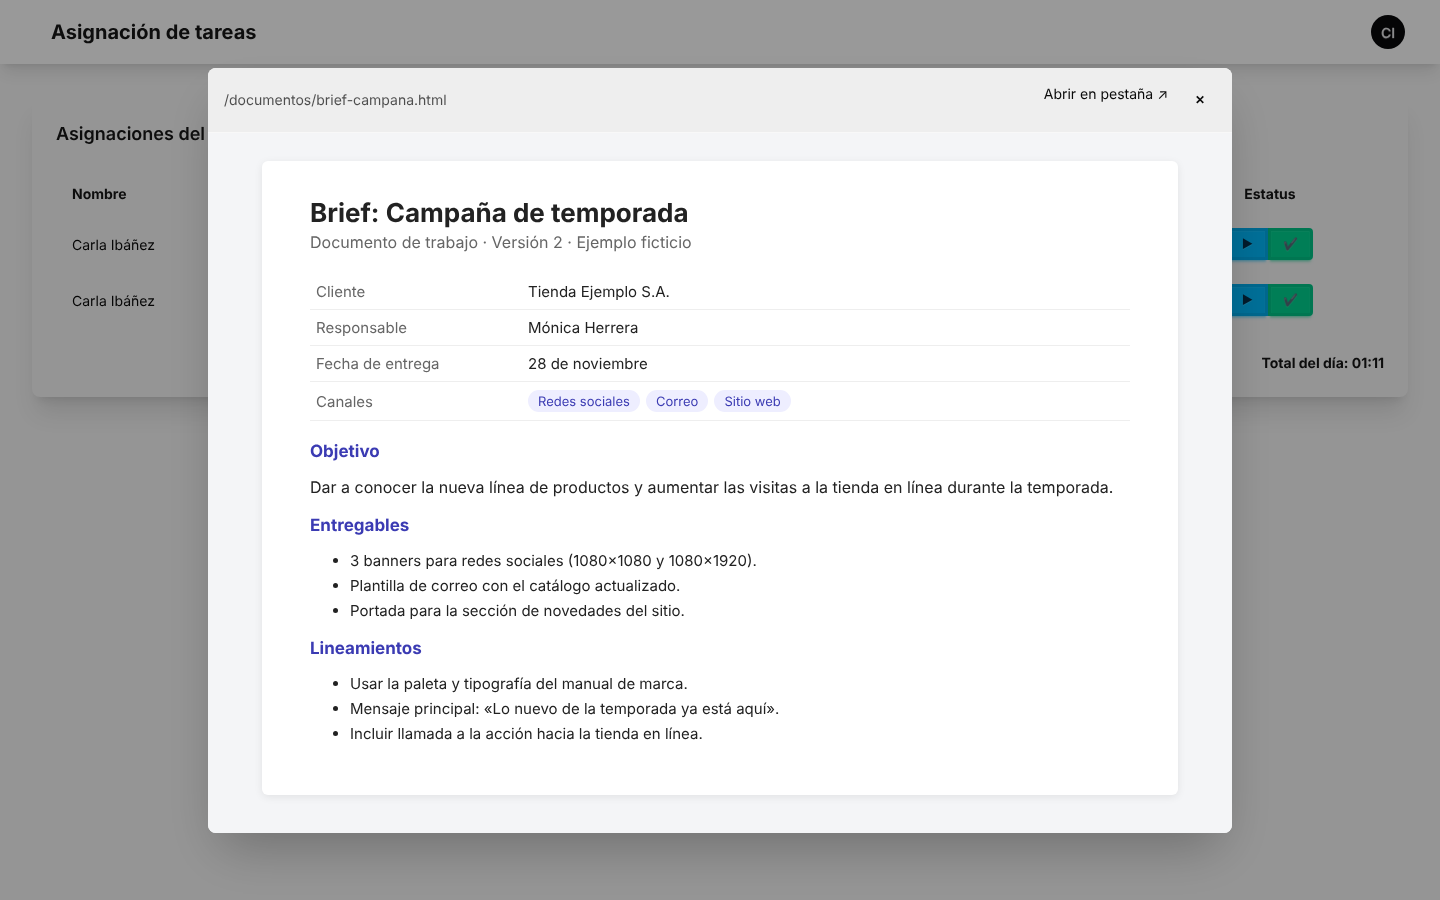 Asignación de tareas
CI
/documentos/brief-campana.html
Abrir en pestaña ↗
×
Asignaciones del
Nombre
Estatus
Carla Ibáñez
Carla Ibáñez
Total del día: 01:11
Brief: Campaña de temporada
Documento de trabajo · Versión 2 · Ejemplo ficticio
Cliente Tienda Ejemplo S.A.
Responsable Mónica Herrera
Fecha de entrega 28 de noviembre
Canales Redes sociales Correo Sitio web
Objetivo
Dar a conocer la nueva línea de productos y aumentar las visitas a la tienda en línea durante la temporada.
Entregables
• 3 banners para redes sociales (1080×1080 y 1080×1920).
• Plantilla de correo con el catálogo actualizado.
• Portada para la sección de novedades del sitio.
Lineamientos
• Usar la paleta y tipografía del manual de marca.
• Mensaje principal: «Lo nuevo de la temporada ya está aquí».
• Incluir llamada a la acción hacia la tienda en línea.